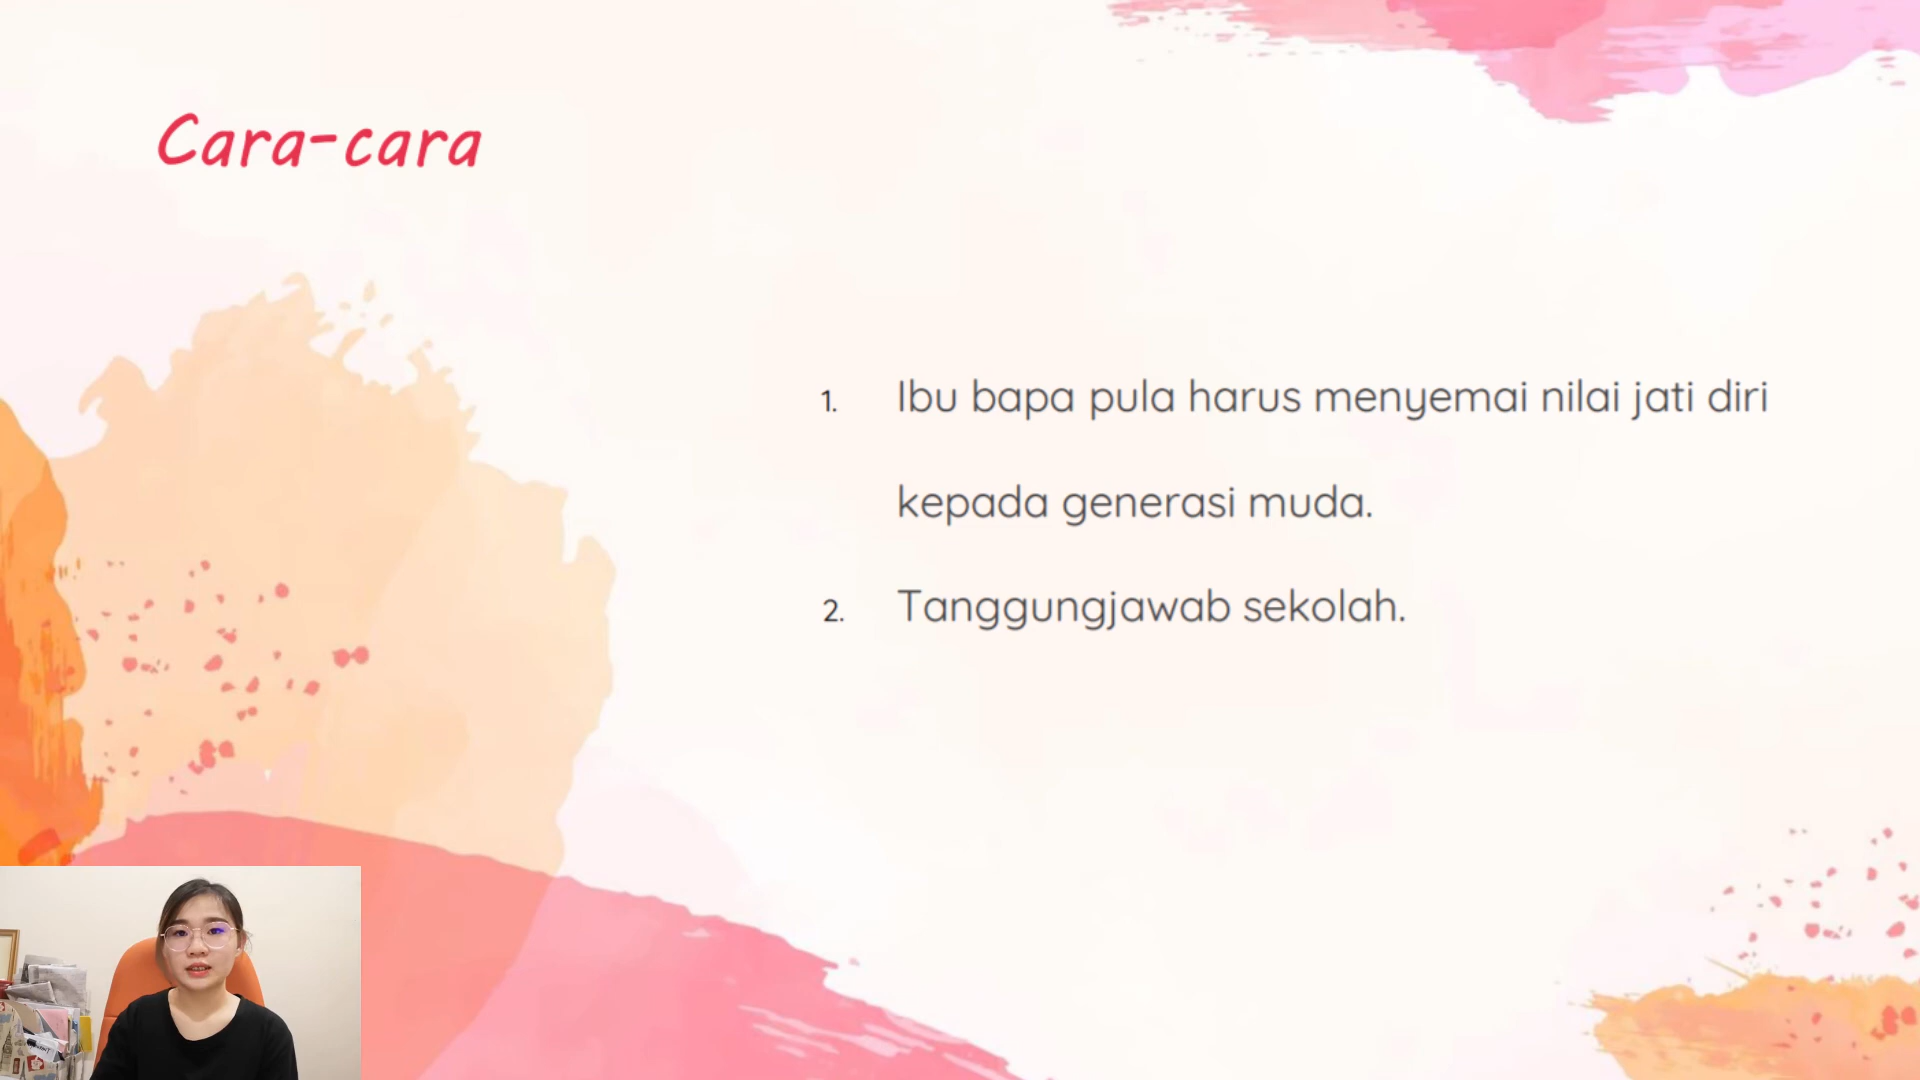 Cara-cara
1. Ibu bapa pula harus menyemai nilai jati diri
kepada generasi muda.
2. Tanggungjawab sekolah.